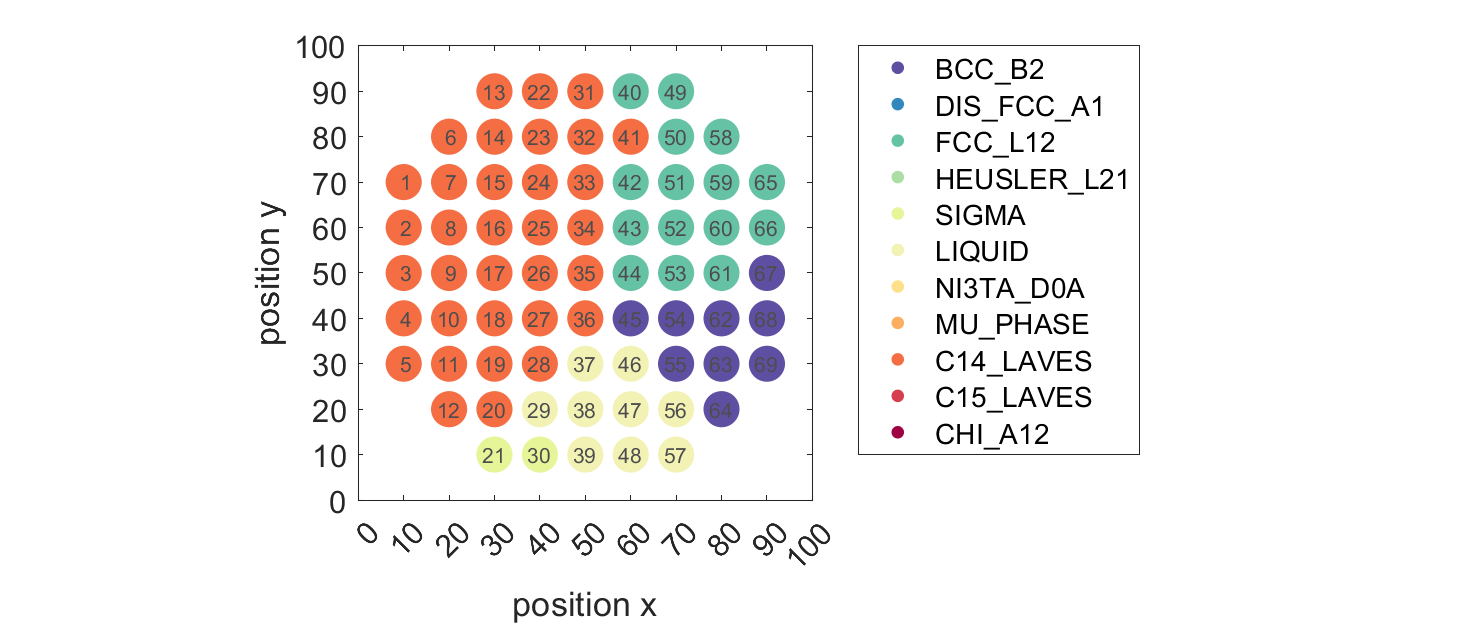 100
90
80
70
60
50
40
30
20
10
0
position y
13 22 31 40 49
6 14 23 32 41 50 58
1 7 15 24 33 42 51 59 65
2 8 16 25 34 43 52 60 66
3 9 17 26 35 44 53 61 67
4 10 18 27 36 45 54 62 68
5 11 19 28 37 46 55 63 69
12 20 29 38 47 56 64
21 30 39 48 57
0 10 20 30 40 50 60 70 80 90 100
position x
BCC_B2
DIS_FCC_A1
FCC_L12
HEUSLER_L21
SIGMA
LIQUID
NI3TA_D0A
MU_PHASE
C14_LAVES
C15_LAVES
CHI_A12